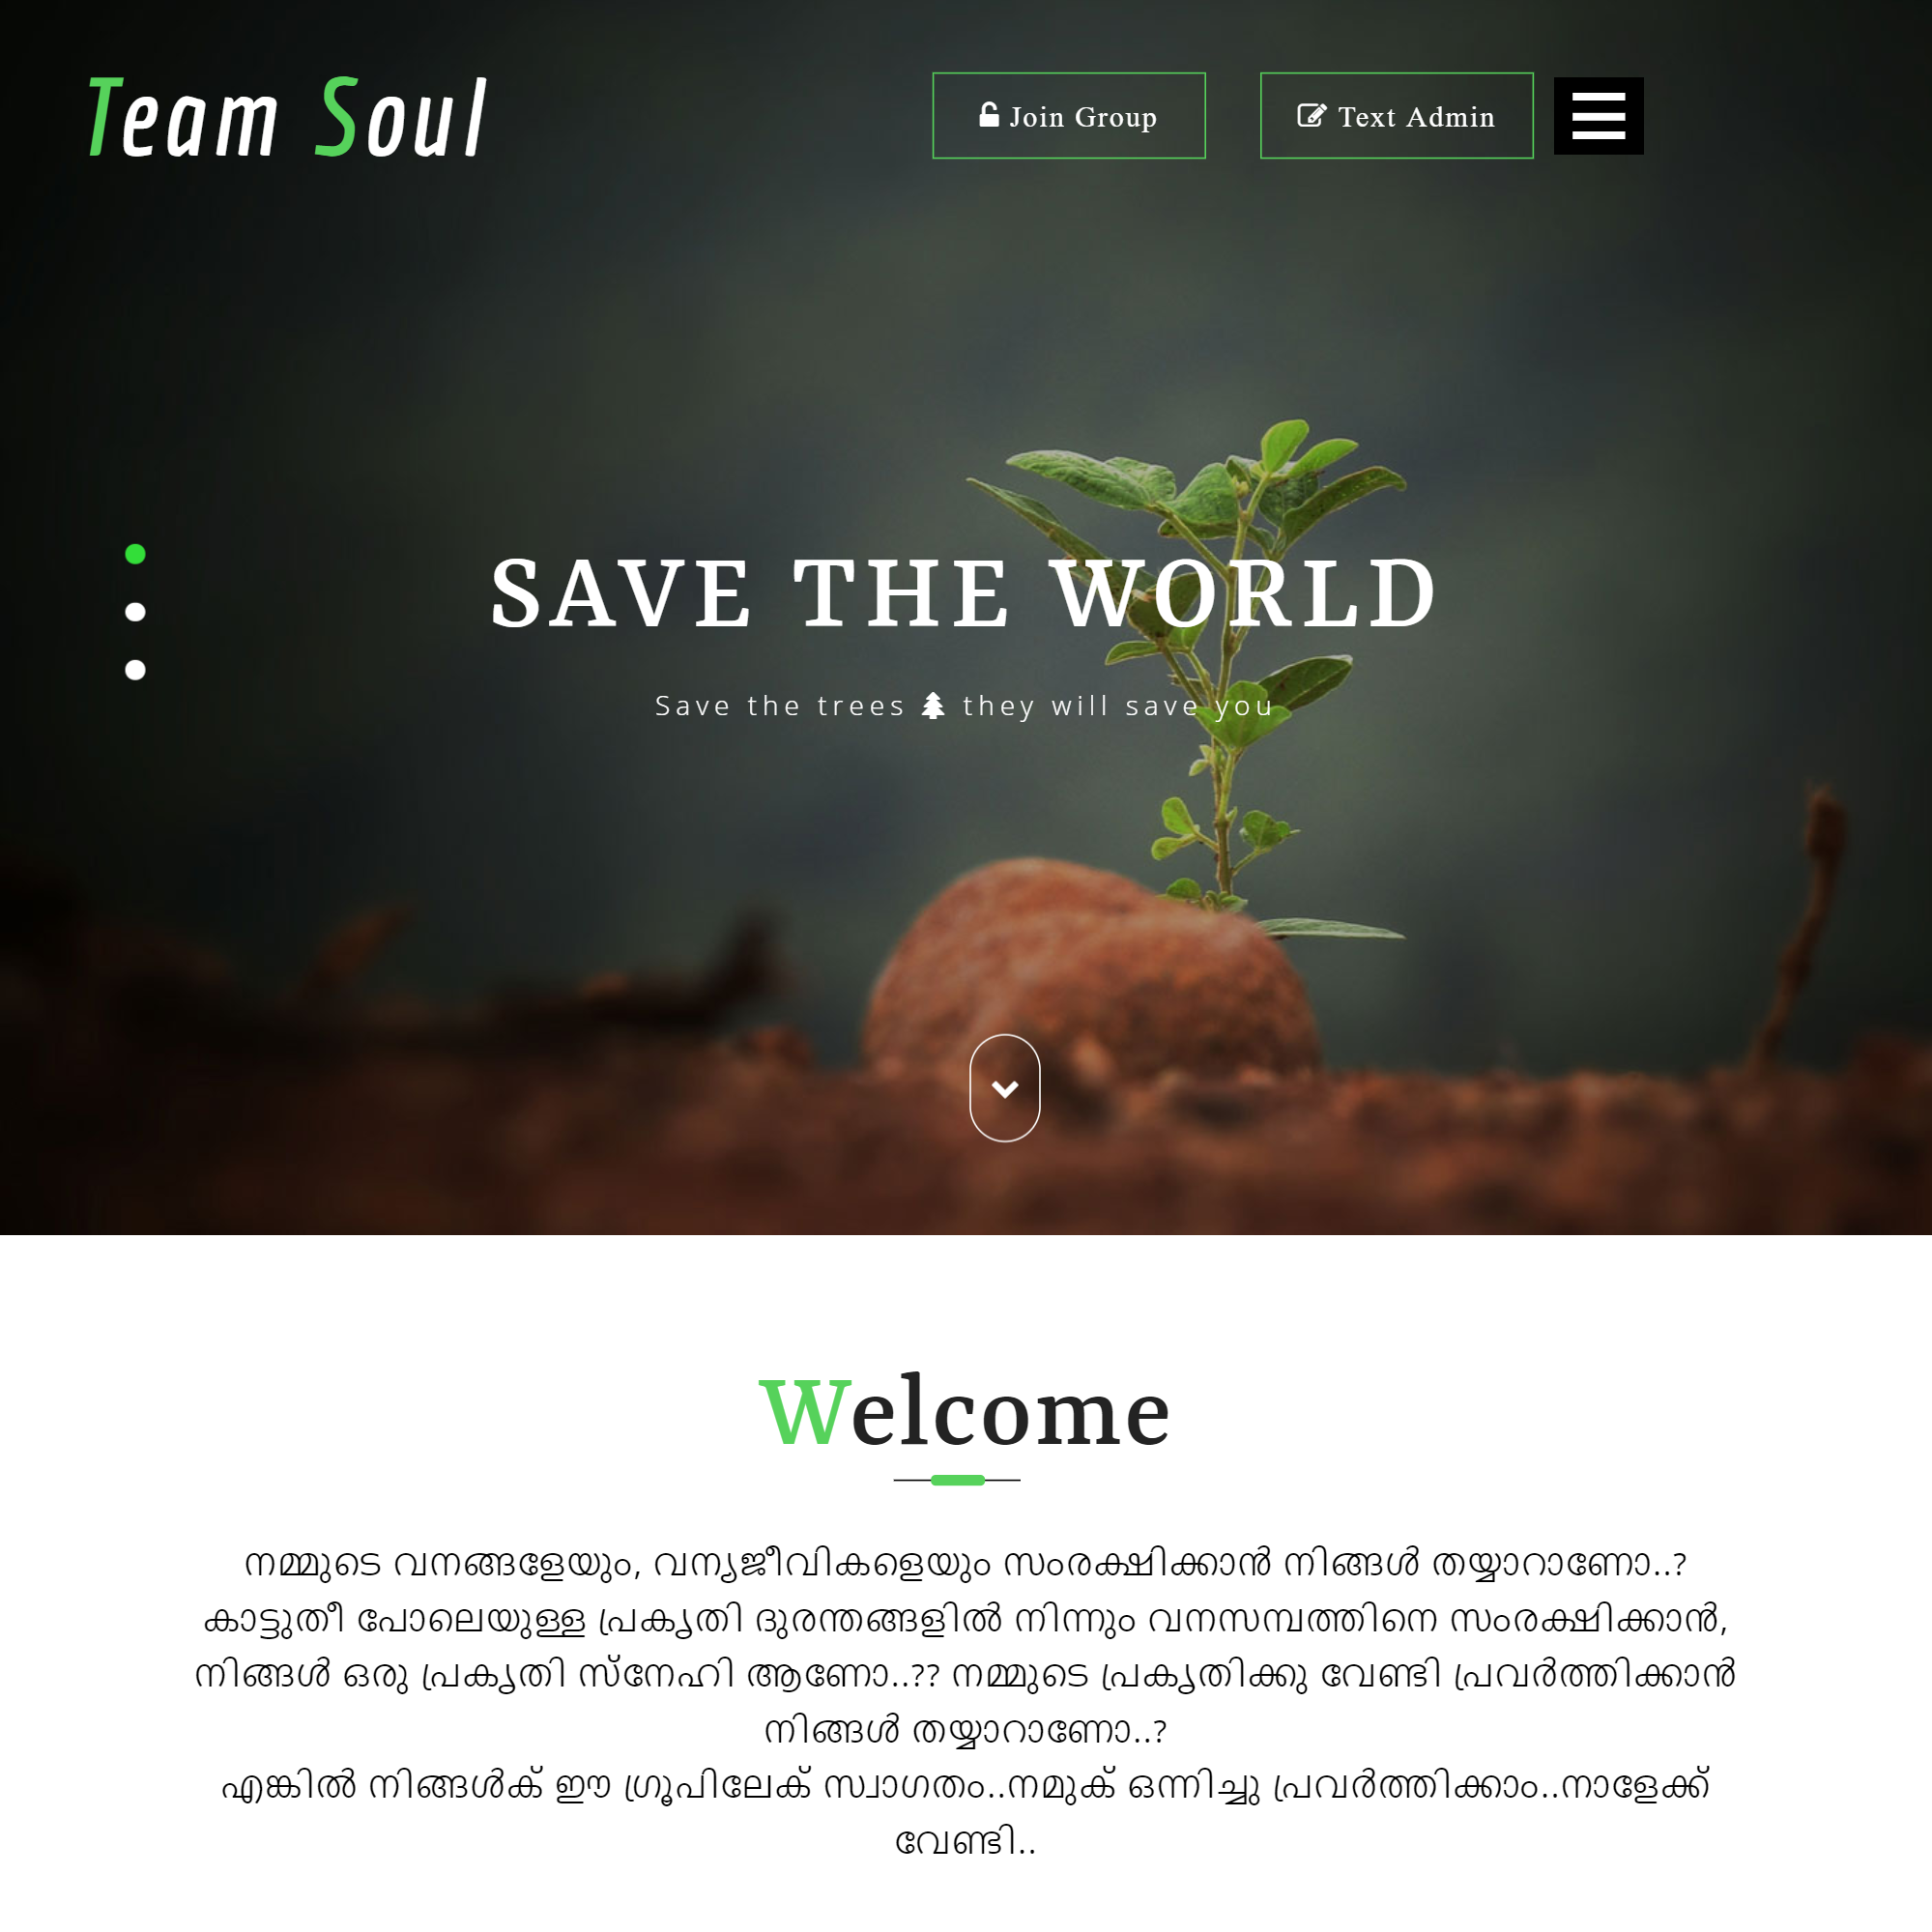 Team Soul
Join Group
Text Admin
SAVE THE WORLD
Save the trees they will save you
Welcome
നമ്മുടെ വനങ്ങളേയും, വന്യജീവികളെയും സംരക്ഷിക്കാൻ നിങ്ങൾ തയ്യാറാണോ..?
കാട്ടുതീ പോലെയുള്ള പ്രകൃതി ദുരന്തങ്ങളിൽ നിന്നും വനസമ്പത്തിനെ സംരക്ഷിക്കാൻ,
നിങ്ങൾ ഒരു പ്രകൃതി സ്നേഹി ആണോ..?? നമ്മുടെ പ്രകൃതിക്കു വേണ്ടി പ്രവർത്തിക്കാൻ
നിങ്ങൾ തയ്യാറാണോ..?
എങ്കിൽ നിങ്ങൾക് ഈ ഗ്രൂപിലേക് സ്വാഗതം..നമുക് ഒന്നിച്ചു പ്രവർത്തിക്കാം..നാളേക്ക്
വേണ്ടി..